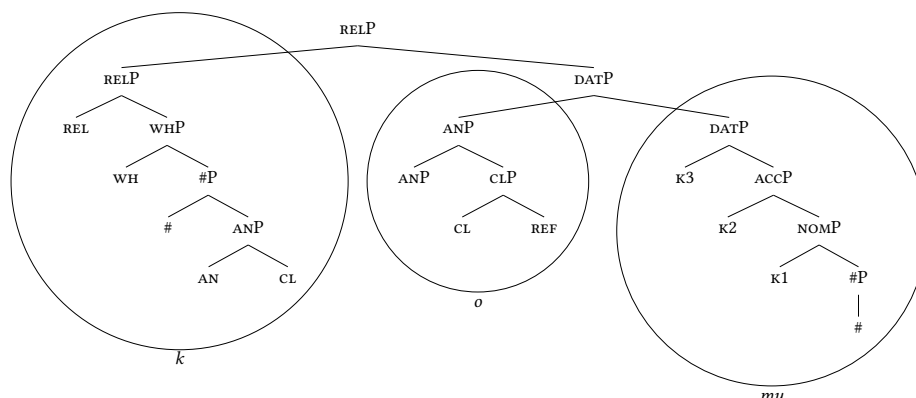 RELP
RELP DATP
REL WHP ANP DATP
WH #P ANP CLP K3 ACCP
# ANP CL REF K2 NOMP
AN CL K1 #P
o #
k
mu